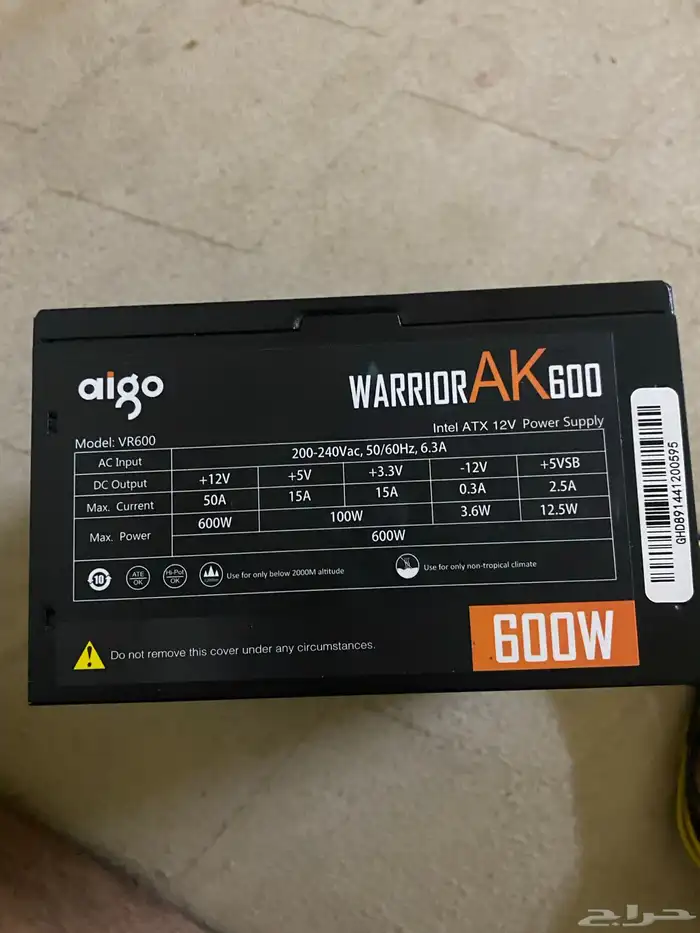 aigo
WARRIOR AK600
Intel ATX 12V Power Supply
Model: VR600
AC Input 200-240Vac, 50/60Hz, 6.3A
DC Output +12V +5V +3.3V -12V +5VSB
Max. Current 50A 15A 15A 0.3A 2.5A
Max. Power 600W 100W 3.6W 12.5W
600W
10 ATE OK Hi-Pot OK Use for only below 2000M altitude Use for only non-tropical climate
600W
Do not remove this cover under any circumstances.
GHD891441200595
حراج